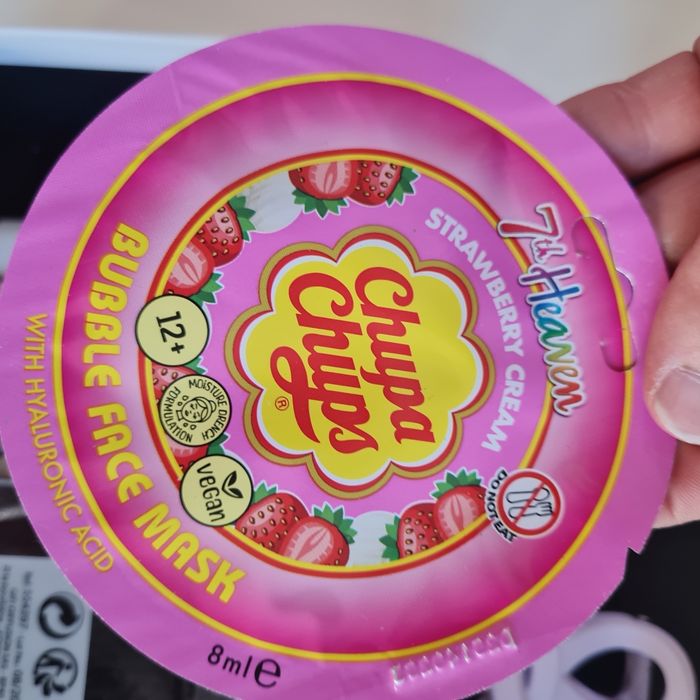 7th Heaven
STRAWBERRY CREAM
DO NOT EAT
Chupa
Chups
®
12+
MOISTURE DRENCH
FORMULATION
vegan
BUBBLE FACE MASK
WITH HYALURONIC ACID
8ml e